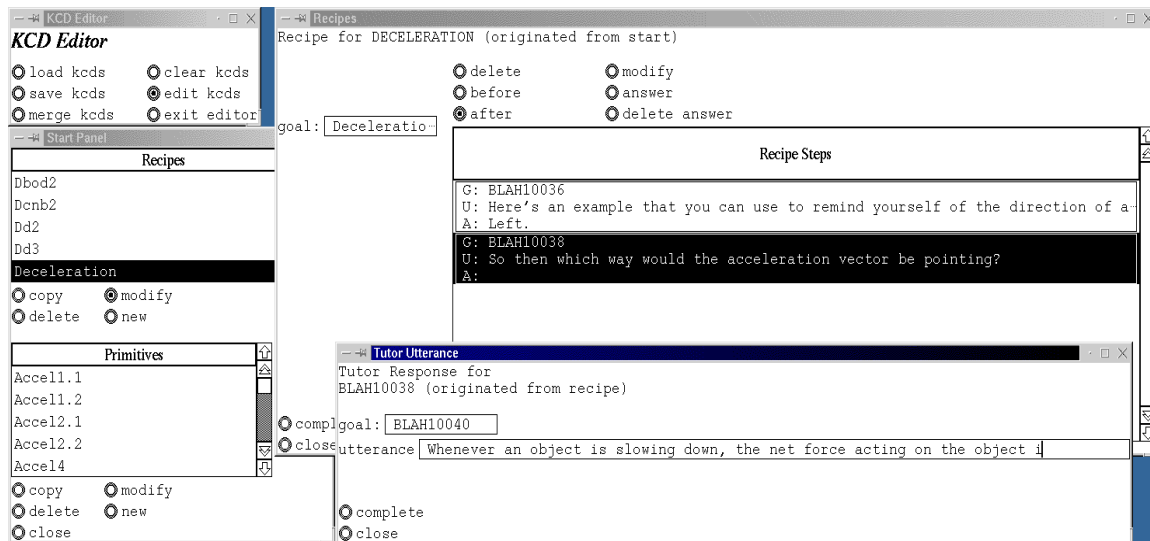 KCD Editor
KCD Editor
load kcds clear kcds
save kcds edit kcds
merge kcds exit editor
Start Panel
Recipes
Dbod2
Dcnb2
Dd2
Dd3
Deceleration
copy modify
delete new
Primitives
Accel1.1
Accel1.2
Accel2.1
Accel2.2
Accel4
copy modify
delete new
close
Recipes
Recipe for DECELERATION (originated from start)
delete modify
before answer
after delete answer
goal: Deceleratio
Recipe Steps
G: BLAH10036
U: Here's an example that you can use to remind yourself of the direction of a
A: Left.
G: BLAH10038
U: So then which way would the acceleration vector be pointing?
A:
compl
close
Tutor Utterance
Tutor Response for
BLAH10038 (originated from recipe)
goal: BLAH10040
utterance Whenever an object is slowing down, the net force acting on the object i
complete
close